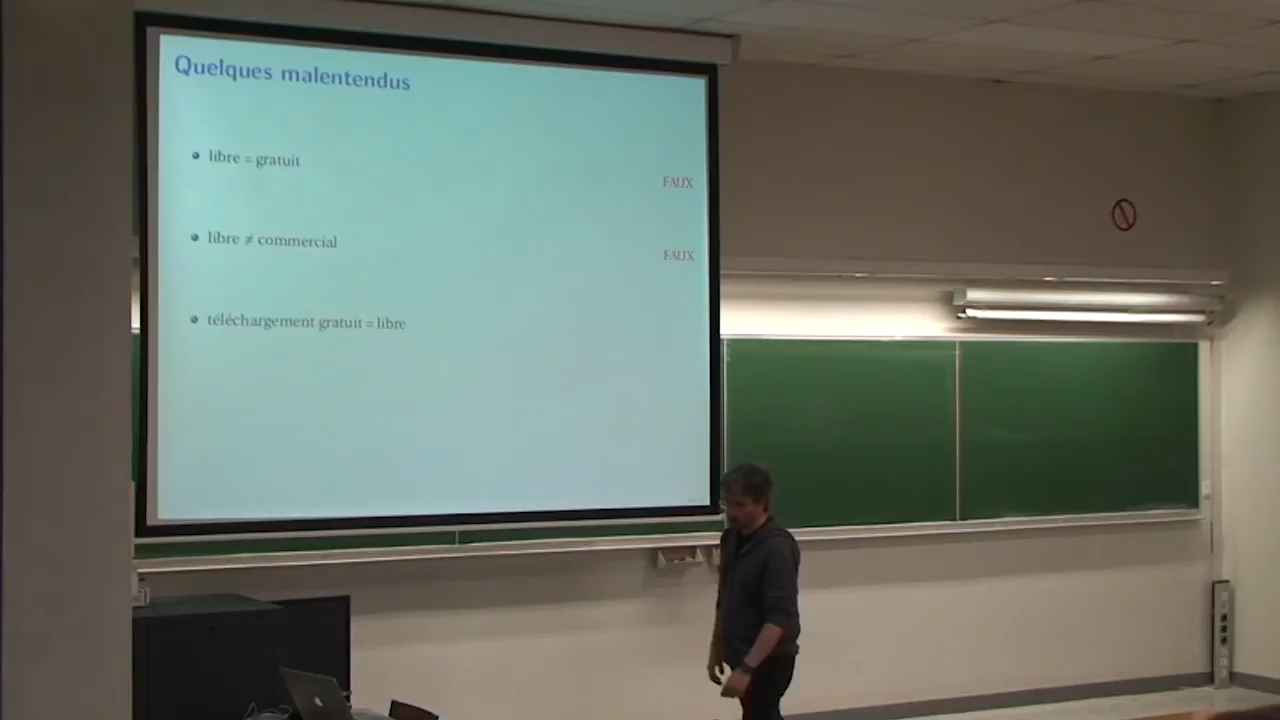 Quelques malentendus
libre = gratuit
FAUX
libre ≠ commercial
FAUX
téléchargement gratuit = libre